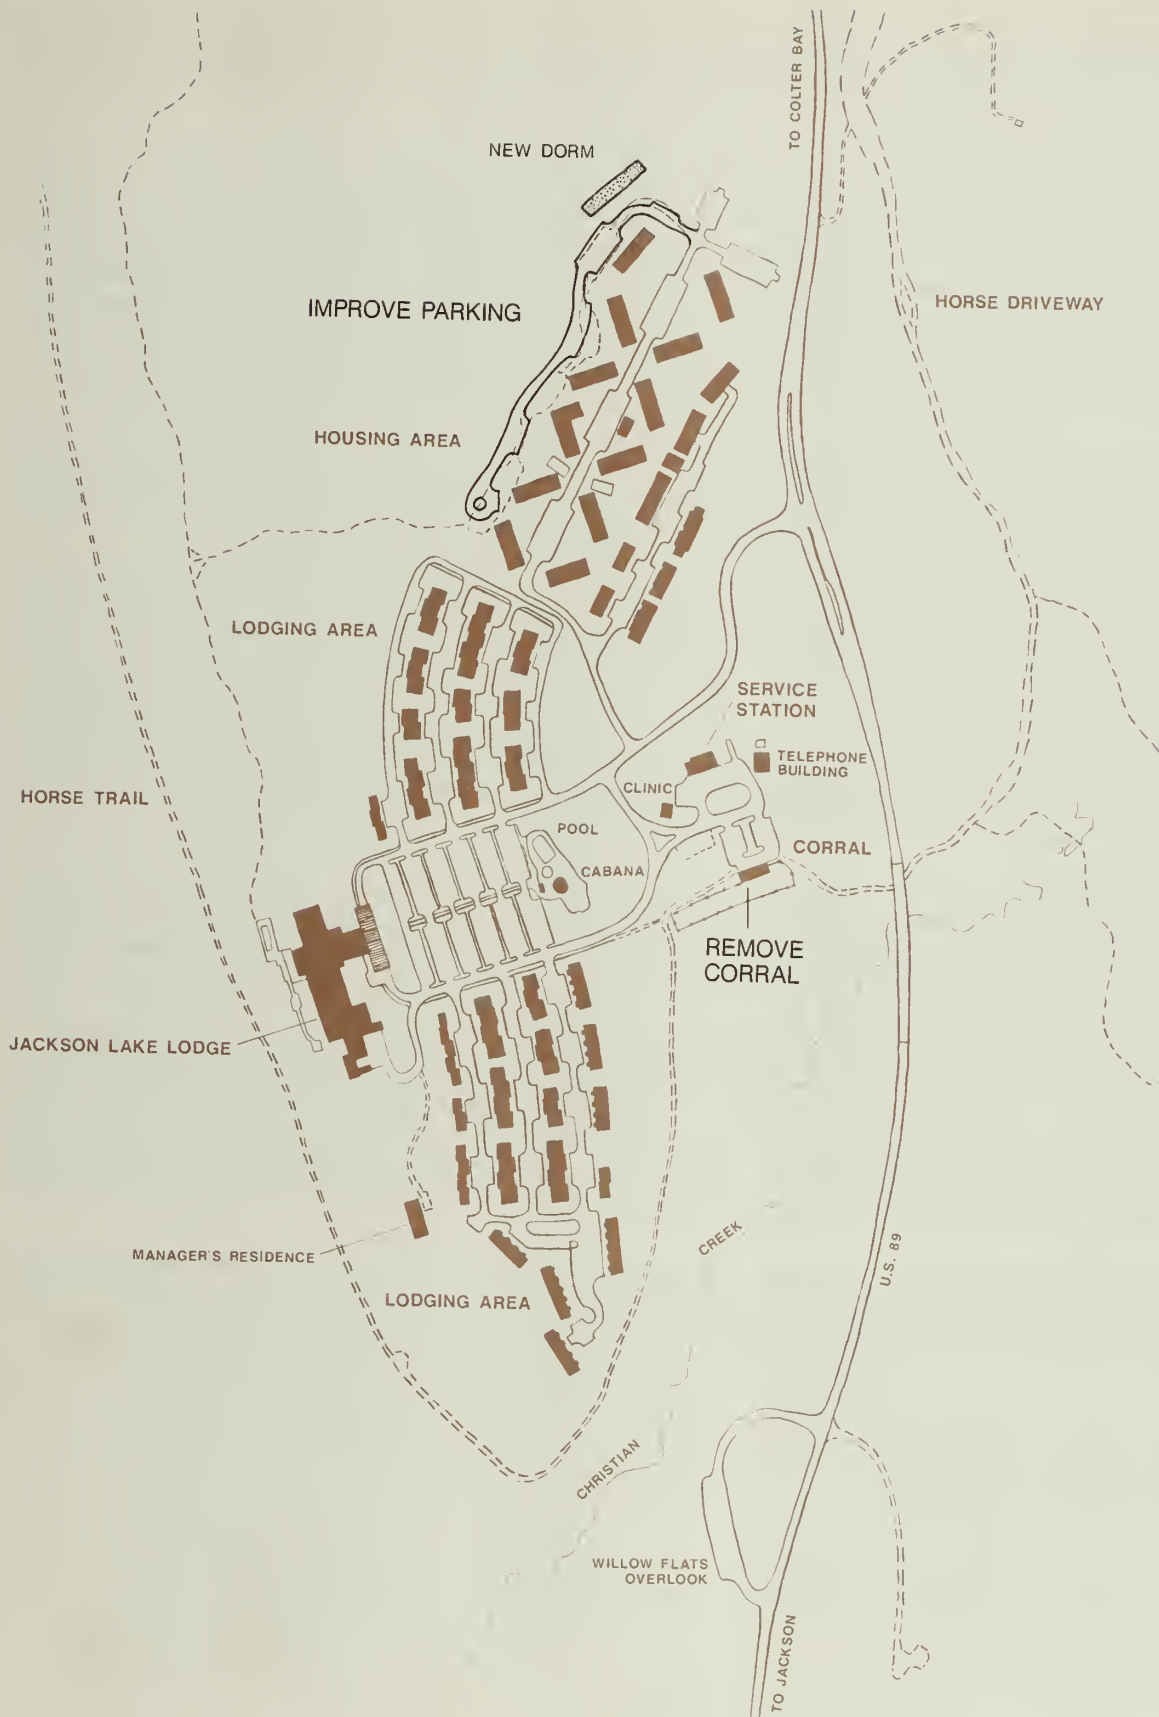 TO COLTER BAY
NEW DORM
IMPROVE PARKING
HORSE DRIVEWAY
HOUSING AREA
LODGING AREA
SERVICE
STATION
TELEPHONE
BUILDING
CLINIC
HORSE TRAIL
POOL
CABANA
CORRAL
REMOVE
CORRAL
JACKSON LAKE LODGE
MANAGER'S RESIDENCE
CREEK
U.S. 89
LODGING AREA
CHRISTIAN
WILLOW FLATS
OVERLOOK
TO JACKSON